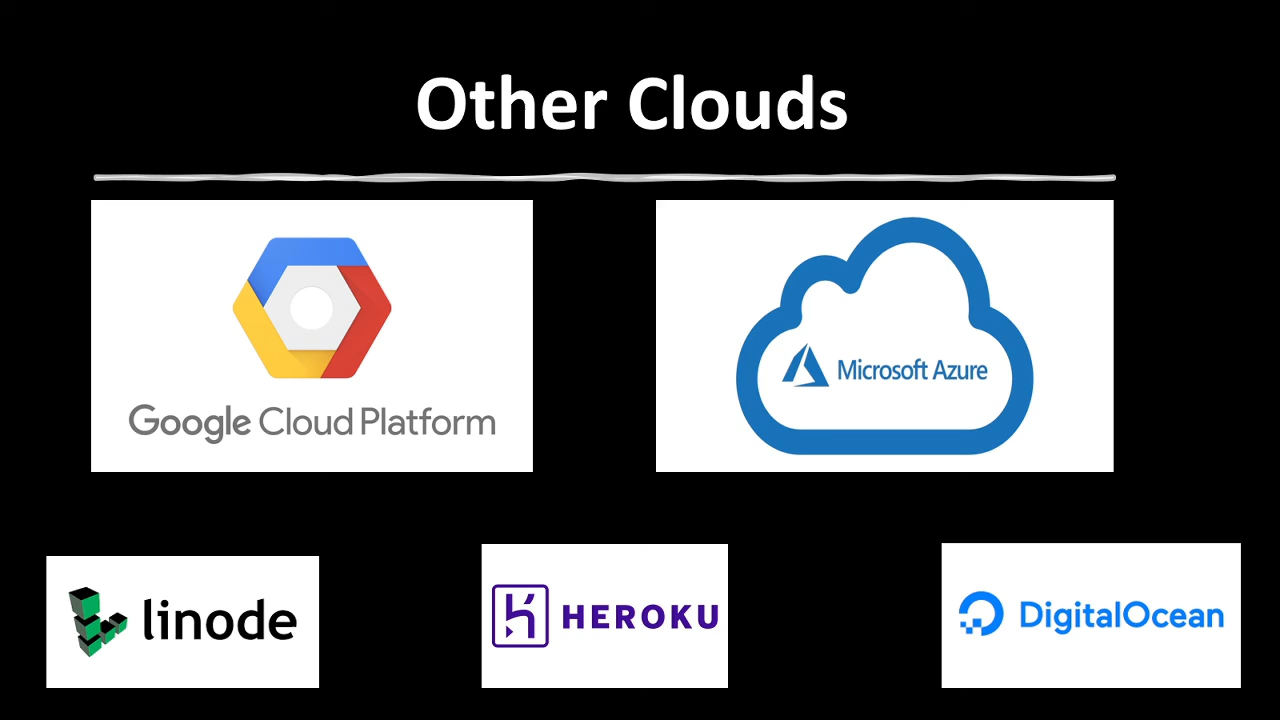 Other Clouds
Google Cloud Platform
Microsoft Azure
linode
HEROKU
DigitalOcean